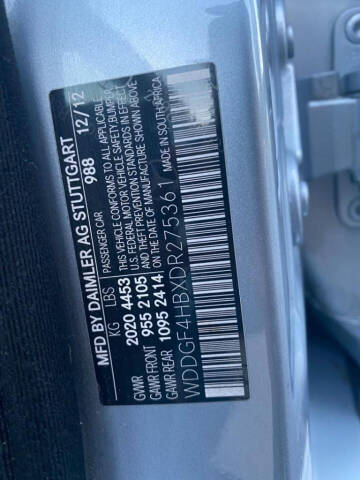 MFD BY DAIMLER AG STUTTGART
988 12/12
KG LBS PASSENGER CAR
GVWR 2020 4453
GAWR FRONT 955 2105
GAWR REAR 1095 2414
THIS VEHICLE CONFORMS TO ALL APPLICABLE
FEDERAL MOTOR VEHICLE SAFETY BUMPER
& THEFT PREVENTION STANDARDS IN EFFECT
ON THE DATE OF MANUFACTURE SHOWN ABOVE
MADE IN SOUTH AFRICA
WDDGF4HBXDR275361